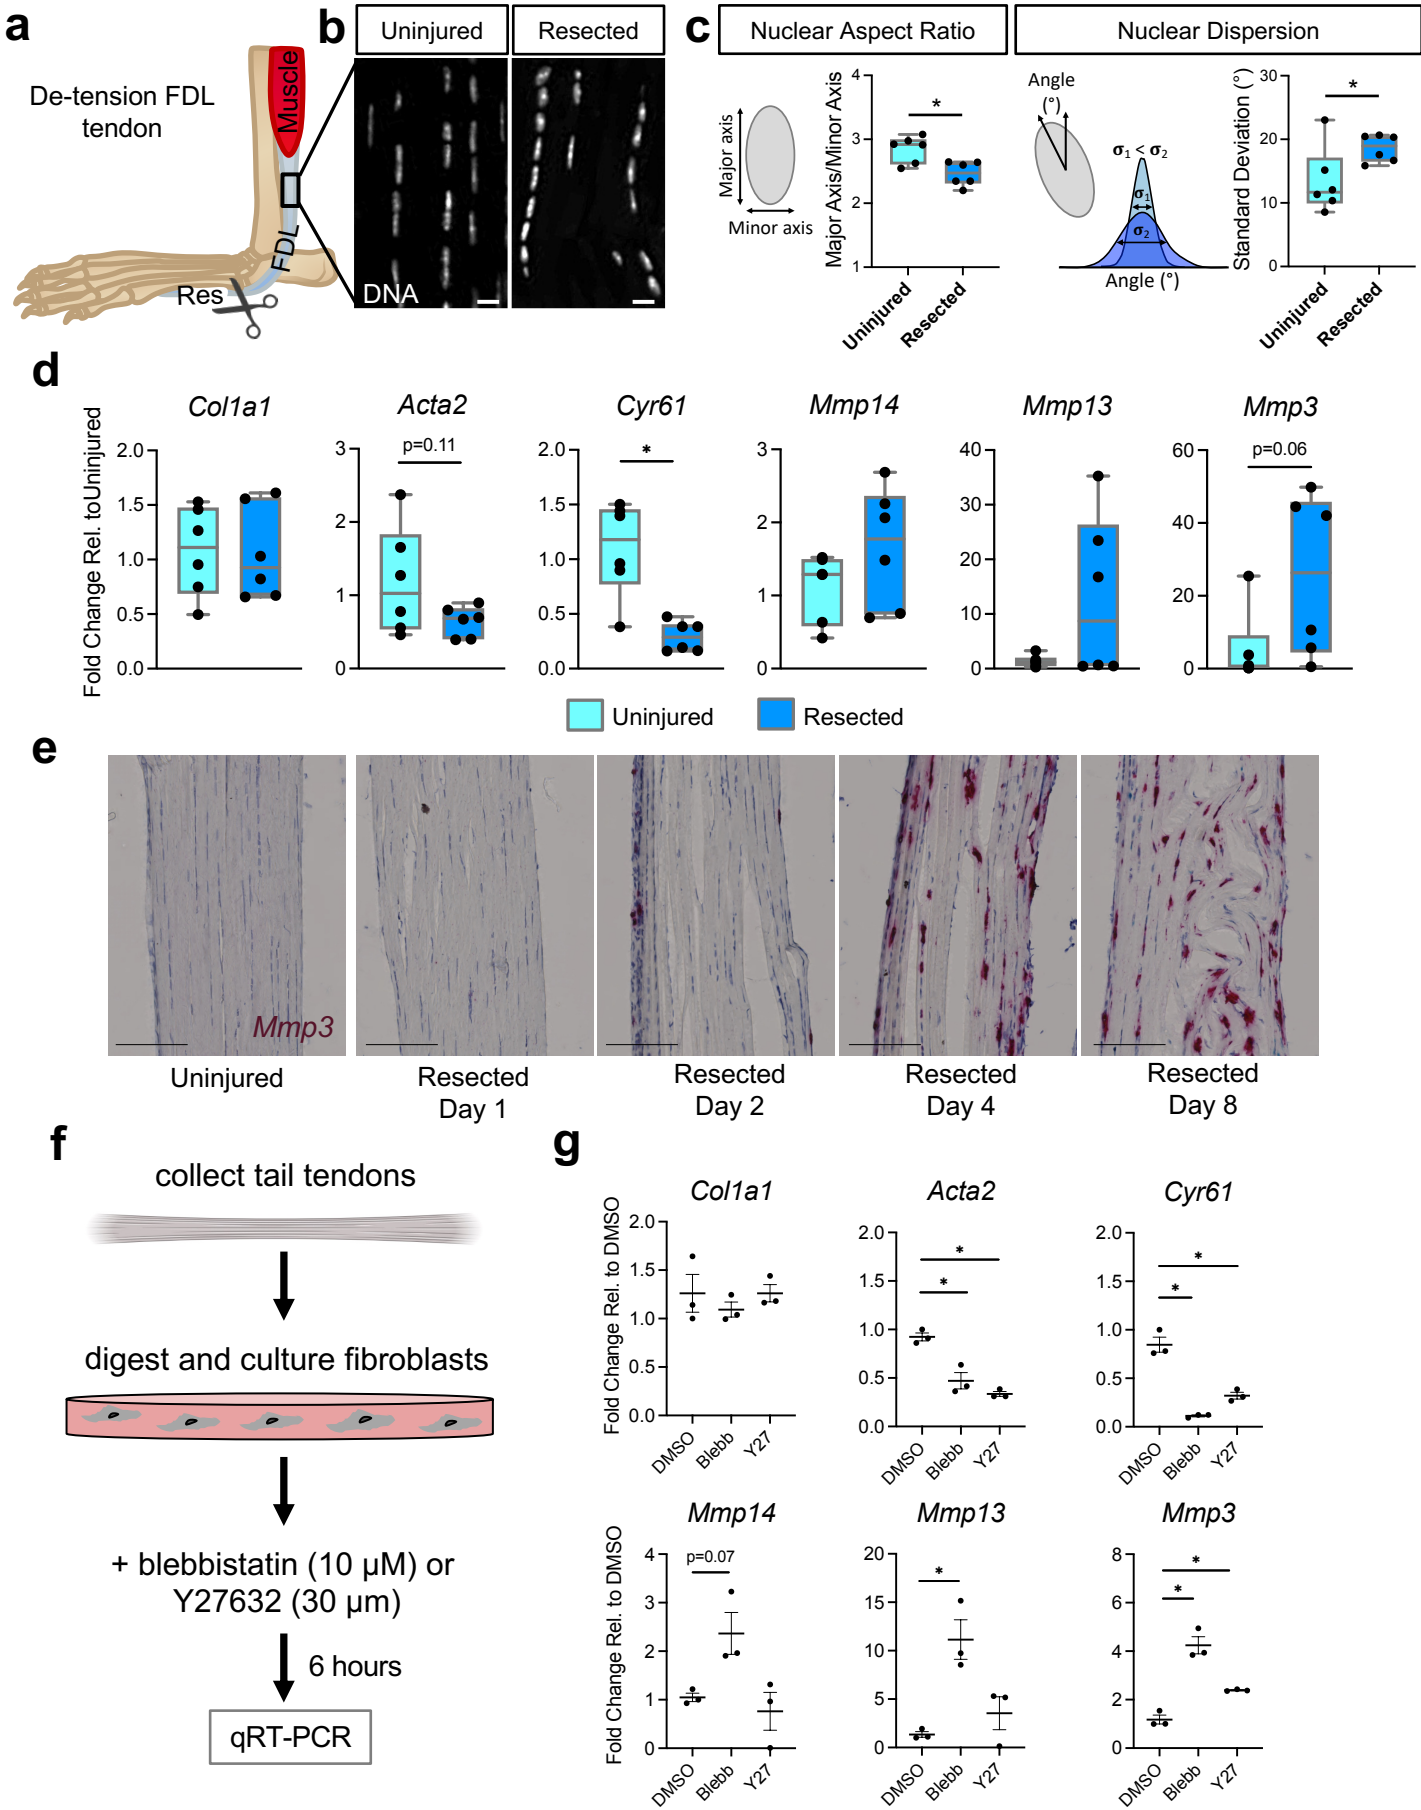 a
De-tension FDL
tendon
Muscle
FDL
Res
b
Uninjured
Resected
DNA
c
Nuclear Aspect Ratio
Major axis
Minor axis
Major Axis/Minor Axis
4
3
2
1
*
Uninjured
Resected
Nuclear Dispersion
Angle
(°)
σ1 < σ2
σ1
σ2
Angle (°)
Standard Deviation (°)
30
20
10
0
*
Uninjured
Resected
d
Fold Change Rel. toUninjured
Col1a1
2.0
1.5
1.0
0.5
0.0
Acta2
p=0.11
3
2
1
0
Cyr61
*
2.0
1.5
1.0
0.5
0.0
Mmp14
3
2
1
0
Mmp13
40
30
20
10
0
Mmp3
p=0.06
60
40
20
0
Uninjured
Resected
e
Mmp3
Uninjured
Resected
Day 1
Resected
Day 2
Resected
Day 4
Resected
Day 8
f
collect tail tendons
digest and culture fibroblasts
+ blebbistatin (10 μM) or
Y27632 (30 μm)
6 hours
qRT-PCR
g
Fold Change Rel. to DMSO
Col1a1
2.0
1.5
1.0
0.5
0.0
DMSO
Blebb
Y27
Acta2
2.0
1.5
1.0
0.5
0.0
*
*
DMSO
Blebb
Y27
Cyr61
2.0
1.5
1.0
0.5
0.0
*
*
DMSO
Blebb
Y27
Fold Change Rel. to DMSO
Mmp14
p=0.07
4
3
2
1
0
DMSO
Blebb
Y27
Mmp13
20
15
10
5
0
*
DMSO
Blebb
Y27
Mmp3
8
6
4
2
0
*
*
DMSO
Blebb
Y27